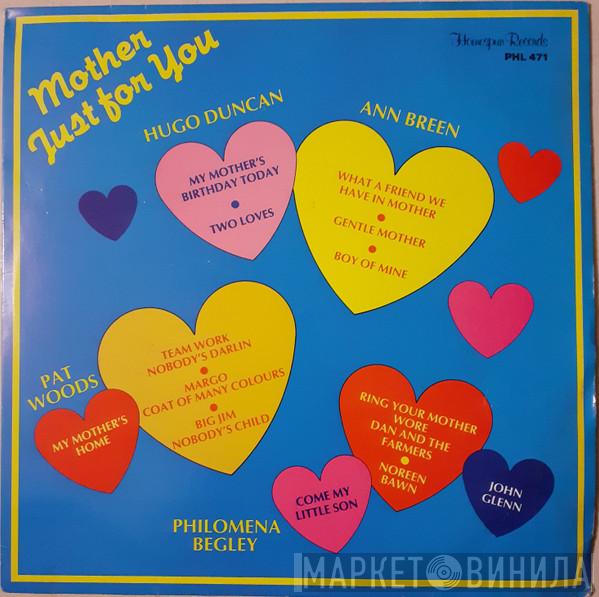 Mother
Just for You
Homespun Records
PHL 471
HUGO DUNCAN
ANN BREEN
MY MOTHER'S
BIRTHDAY TODAY
TWO LOVES
WHAT A FRIEND WE
HAVE IN MOTHER
GENTLE MOTHER
BOY OF MINE
TEAM WORK
NOBODY'S DARLIN
MARGO
COAT OF MANY COLOURS
BIG JIM
NOBODY'S CHILD
PAT
WOODS
MY MOTHER'S
HOME
RING YOUR MOTHER
WORE
DAN AND THE
FARMERS
NOREEN
BAWN
COME MY
LITTLE SON
JOHN
GLENN
PHILOMENA
BEGLEY
МАРКЕТ ВИНИЛА